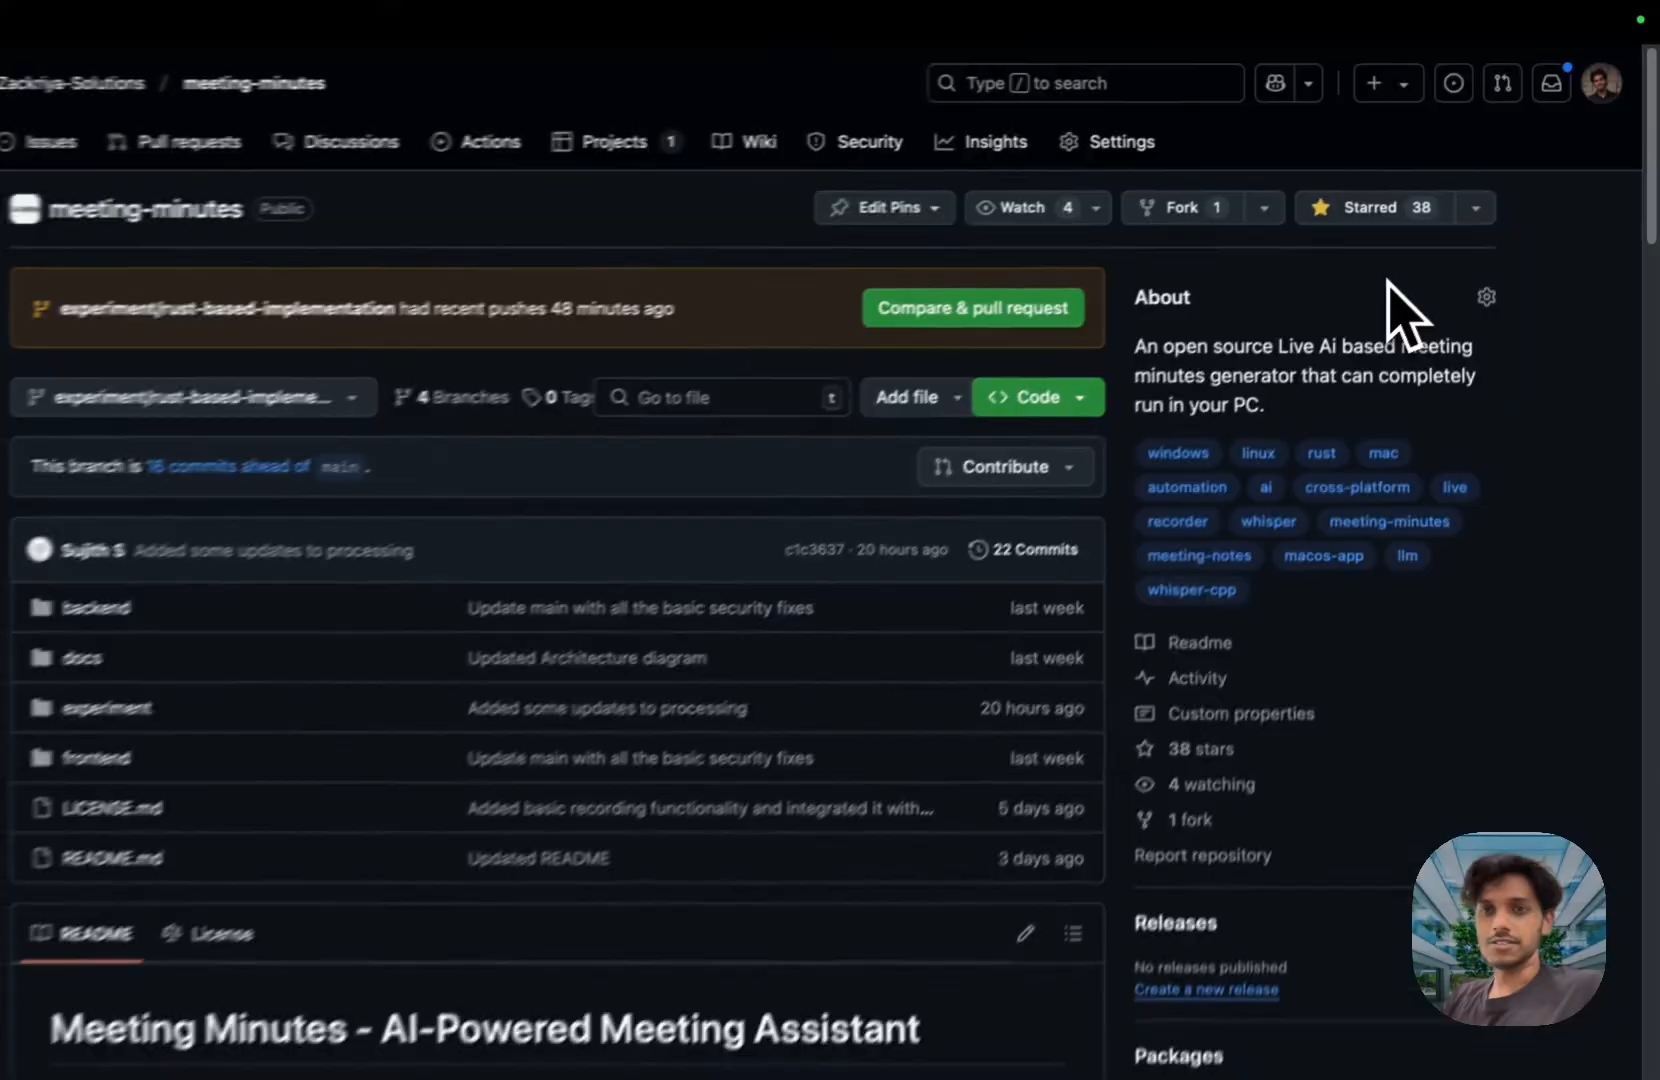 Zackriya-Solutions / meeting-minutes
Type / to search
Issues Pull requests Discussions Actions Projects 1 Wiki Security Insights Settings
meeting-minutes Public
Edit Pins Watch 4 Fork 1 Starred 38
experiment/rust-based-implementation had recent pushes 48 minutes ago
Compare & pull request
experiment/rust-based-impleme... 4 Branches 0 Tags Go to file t Add file Code
This branch is 16 commits ahead of main .
Contribute
Sujith S Added some updates to processing c1c3637 · 20 hours ago 22 Commits
backend Update main with all the basic security fixes last week
docs Updated Architecture diagram last week
experiment Added some updates to processing 20 hours ago
frontend Update main with all the basic security fixes last week
LICENSE.md Added basic recording functionality and integrated it with... 5 days ago
README.md Updated README 3 days ago
README License
Meeting Minutes - AI-Powered Meeting Assistant
About
An open source Live Ai based meeting
minutes generator that can completely
run in your PC.
windows linux rust mac
automation ai cross-platform live
recorder whisper meeting-minutes
meeting-notes macos-app llm
whisper-cpp
Readme
Activity
Custom properties
38 stars
4 watching
1 fork
Report repository
Releases
No releases published
Create a new release
Packages